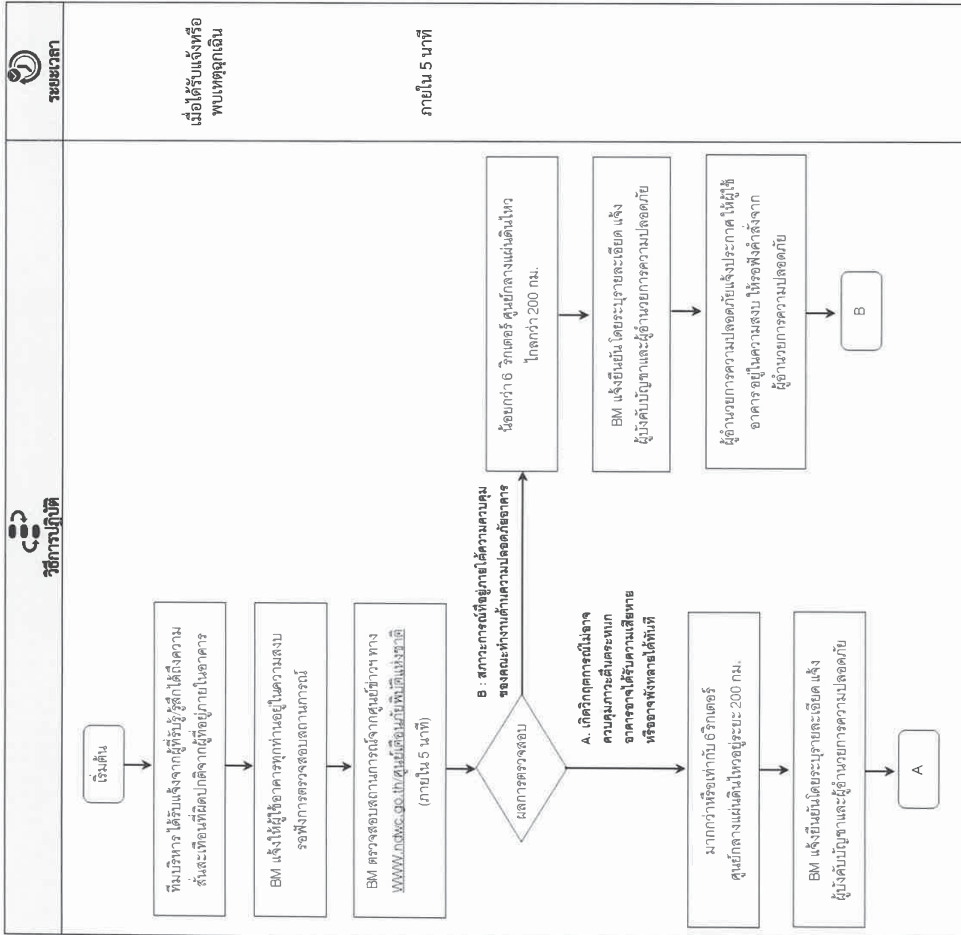 วิธีการปฏิบัติ
ระยะเวลา
เริ่มต้น
ทีมบริหาร ได้รับแจ้งจากผู้ที่รับรู้/รู้สึกได้ถึงความ
สั่นสะเทือนที่ผิดปกติจากผู้ที่อยู่ภายในอาคาร
เมื่อได้รับแจ้งหรือ
พบเหตุฉุกเฉิน
BM แจ้งให้ผู้ใช้อาคารทุกท่านอยู่ในความสงบ
รอฟังการตรวจสอบสถานการณ์
BM ตรวจสอบสถานการณ์จากศูนย์ข่าวฯ ทาง
WWW.ndwc.go.th/ศูนย์เตือนภัยพิบัติแห่งชาติ
(ภายใน 5 นาที)
ภายใน 5 นาที
ผลการตรวจสอบ
B : สภาวะการณ์ที่อยู่ภายใต้ความควบคุม
ของคณะทำงานด้านความปลอดภัยอาคาร
น้อยกว่า 6 ริกเตอร์ ศูนย์กลางแผ่นดินไหว
ไกลกว่า 200 กม.
BM แจ้งยืนยัน โดยระบุรายละเอียด แจ้ง
ผู้บังคับบัญชาและผู้อำนวยการความปลอดภัย
ผู้อำนวยการความปลอดภัยแจ้งประกาศ ให้ผู้ใช้
อาคาร อยู่ในความสงบ ให้รอฟังคำสั่งจาก
ผู้อำนวยการความปลอดภัย
B
A. เกิดวิกฤตการณ์ไม่อาจ
ควบคุมภาวะตื่นตระหนก
อาคารอาจได้รับความเสียหาย
หรืออาจพังทลายได้ทันที
มากกว่าหรือเท่ากับ 6 ริกเตอร์
ศูนย์กลางแผ่นดินไหวอยู่ระยะ 200 กม.
BM แจ้งยืนยันโดยระบุรายละเอียด แจ้ง
ผู้บังคับบัญชาและผู้อำนวยการความปลอดภัย
A